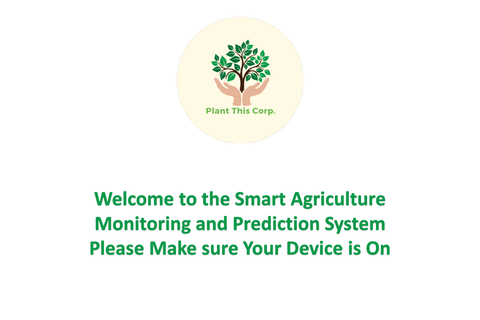 Plant This Corp.
Welcome to the Smart Agriculture
Monitoring and Prediction System
Please Make sure Your Device is On